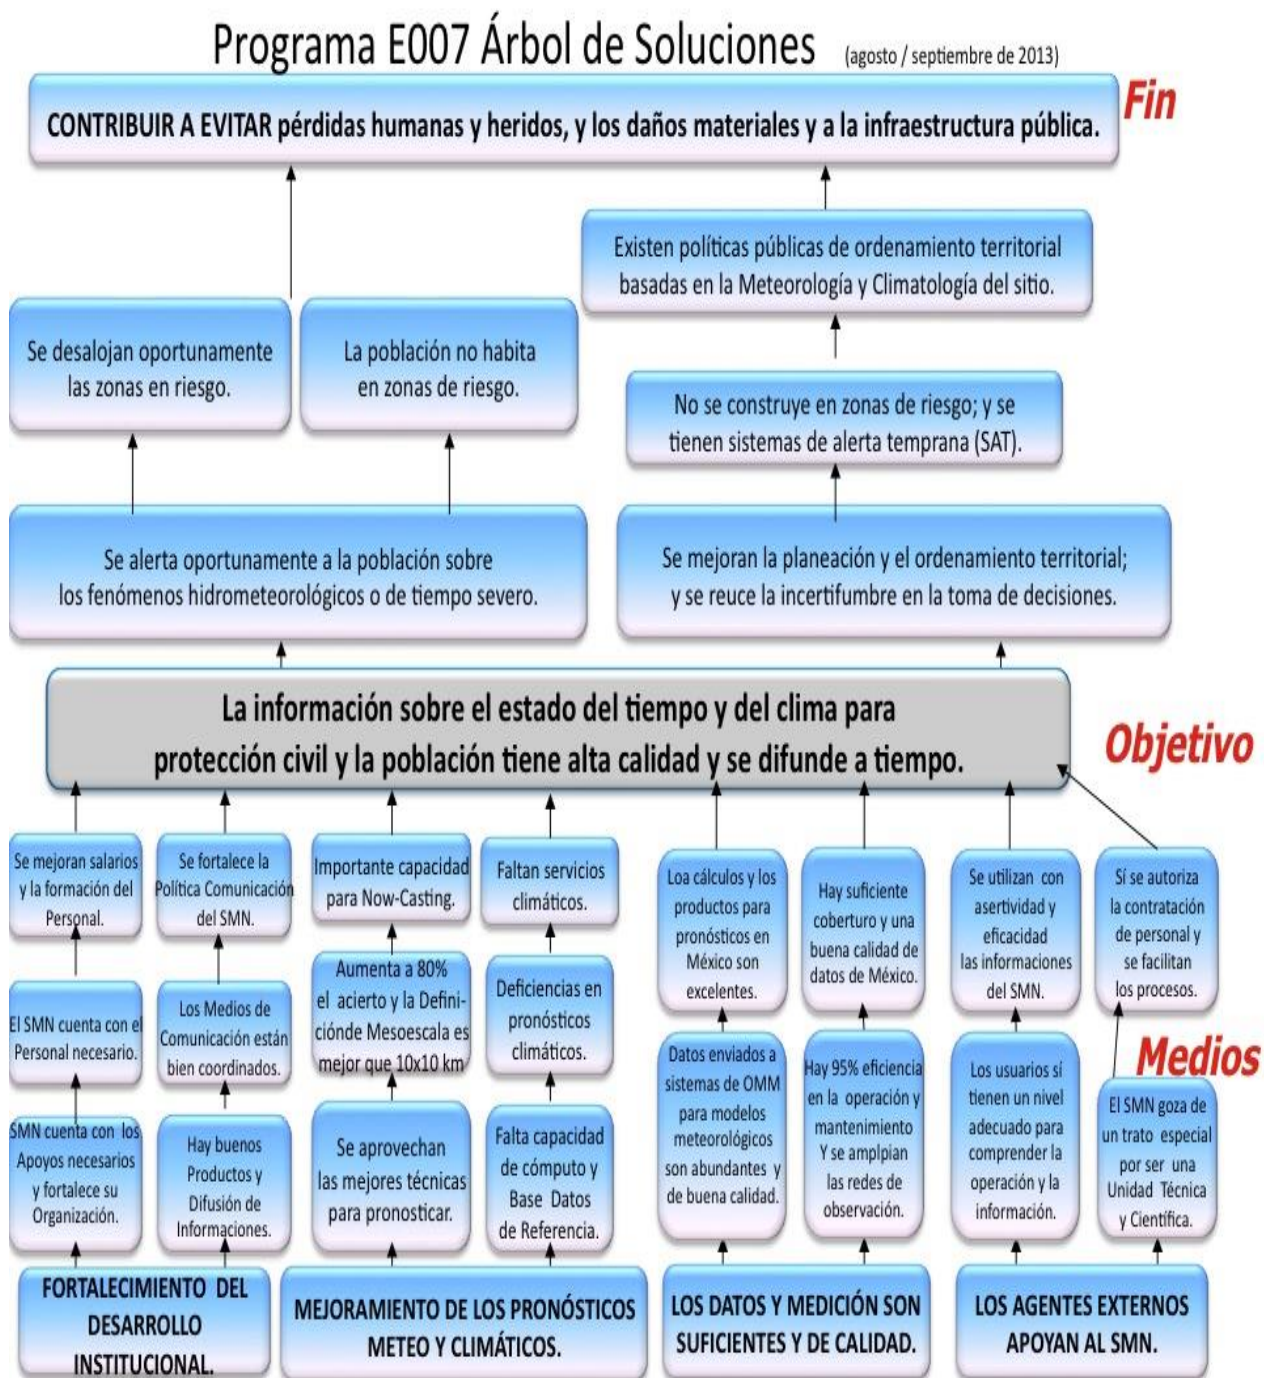 Programa E007 Árbol de Soluciones (agosto / septiembre de 2013)
Fin
CONTRIBUIR A EVITAR pérdidas humanas y heridos, y los daños materiales y a la infraestructura pública.
Existen políticas públicas de ordenamiento territorial
basadas en la Meteorología y Climatología del sitio.
Se desalojan oportunamente
las zonas en riesgo.
La población no habita
en zonas de riesgo.
No se construye en zonas de riesgo; y se
tienen sistemas de alerta temprana (SAT).
Se alerta oportunamente a la población sobre
los fenómenos hidrometeorológicos o de tiempo severo.
Se mejoran la planeación y el ordenamiento territorial;
y se reuce la incertifumbre en la toma de decisiones.
La información sobre el estado del tiempo y del clima para
protección civil y la población tiene alta calidad y se difunde a tiempo.
Objetivo
Se mejoran salarios
y la formación del
Personal.
Se fortalece la
Política Comunicación
del SMN.
Importante capacidad
para Now-Casting.
Faltan servicios
climáticos.
Loa cálculos y los
productos para
pronósticos en
México son
excelentes.
Hay suficiente
coberturo y una
buena calidad de
datos de México.
Se utilizan con
asertividad y
eficacidad
las informaciones
del SMN.
Sí se autoriza
la contratación
de personal y
se facilitan
los procesos.
El SMN cuenta con el
Personal necesario.
Los Medios de
Comunicación están
bien coordinados.
Aumenta a 80%
el acierto y la Defini-
ciónde Mesoescala es
mejor que 10x10 km
Deficiencias en
pronósticos
climáticos.
Medios
SMN cuenta con los
Apoyos necesarios
y fortalece su
Organización.
Hay buenos
Productos y
Difusión de
Informaciones.
Se aprovechan
las mejores técnicas
para pronosticar.
Falta capacidad
de cómputo y
Base Datos
de Referencia.
Datos enviados a
sistemas de OMM
para modelos
meteorológicos
son abundantes y
de buena calidad.
Hay 95% eficiencia
en la operación y
mantenimiento
Y se amplpian
las redes de
observación.
Los usuarios sí
tienen un nivel
adecuado para
comprender la
operación y la
información.
El SMN goza de
un trato especial
por ser una
Unidad Técnica
y Científica.
FORTALECIMIENTO DEL
DESARROLLO
INSTITUCIONAL.
MEJORAMIENTO DE LOS PRONÓSTICOS
METEO Y CLIMÁTICOS.
LOS DATOS Y MEDICIÓN SON
SUFICIENTES Y DE CALIDAD.
LOS AGENTES EXTERNOS
APOYAN AL SMN.